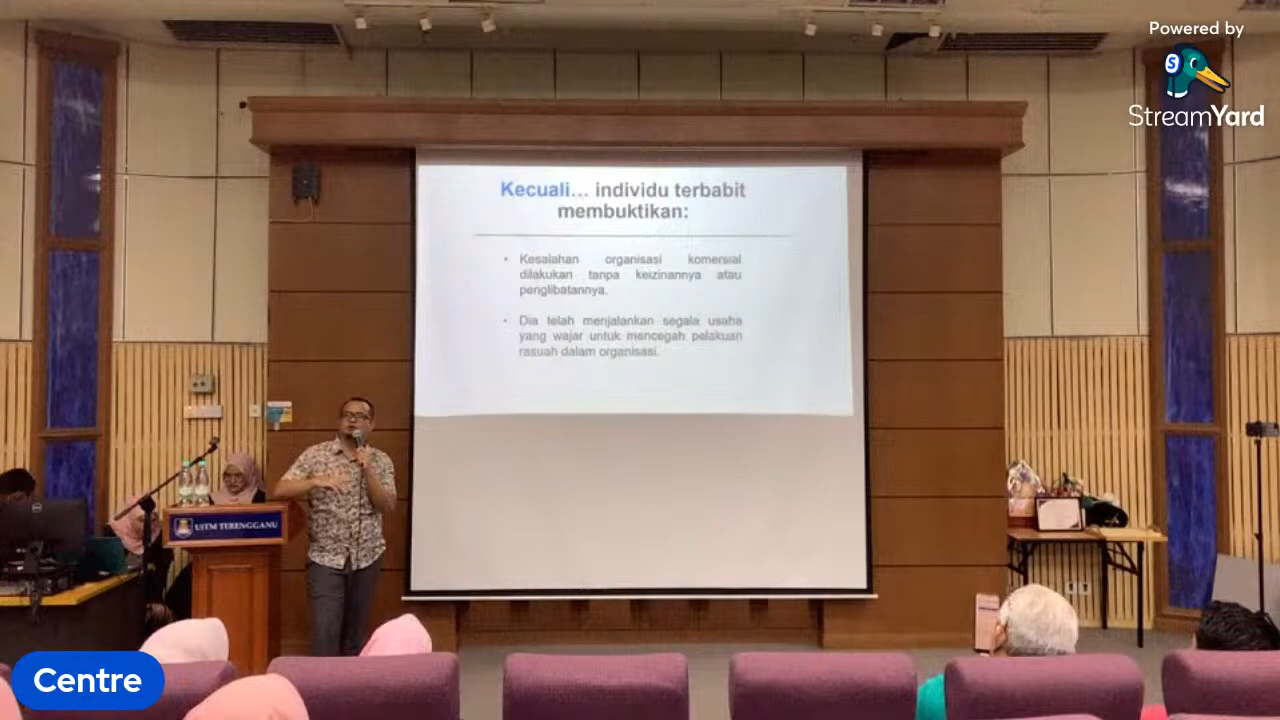 Powered by
StreamYard
Kecuali... individu terbabit
membuktikan:
• Kesalahan organisasi komersial
dilakukan tanpa keizinannya atau
penglibatannya.
• Dia telah menjalankan segala usaha
yang wajar untuk mencegah pelakuan
rasuah dalam organisasi.
UiTM TERENGGANU
Centre